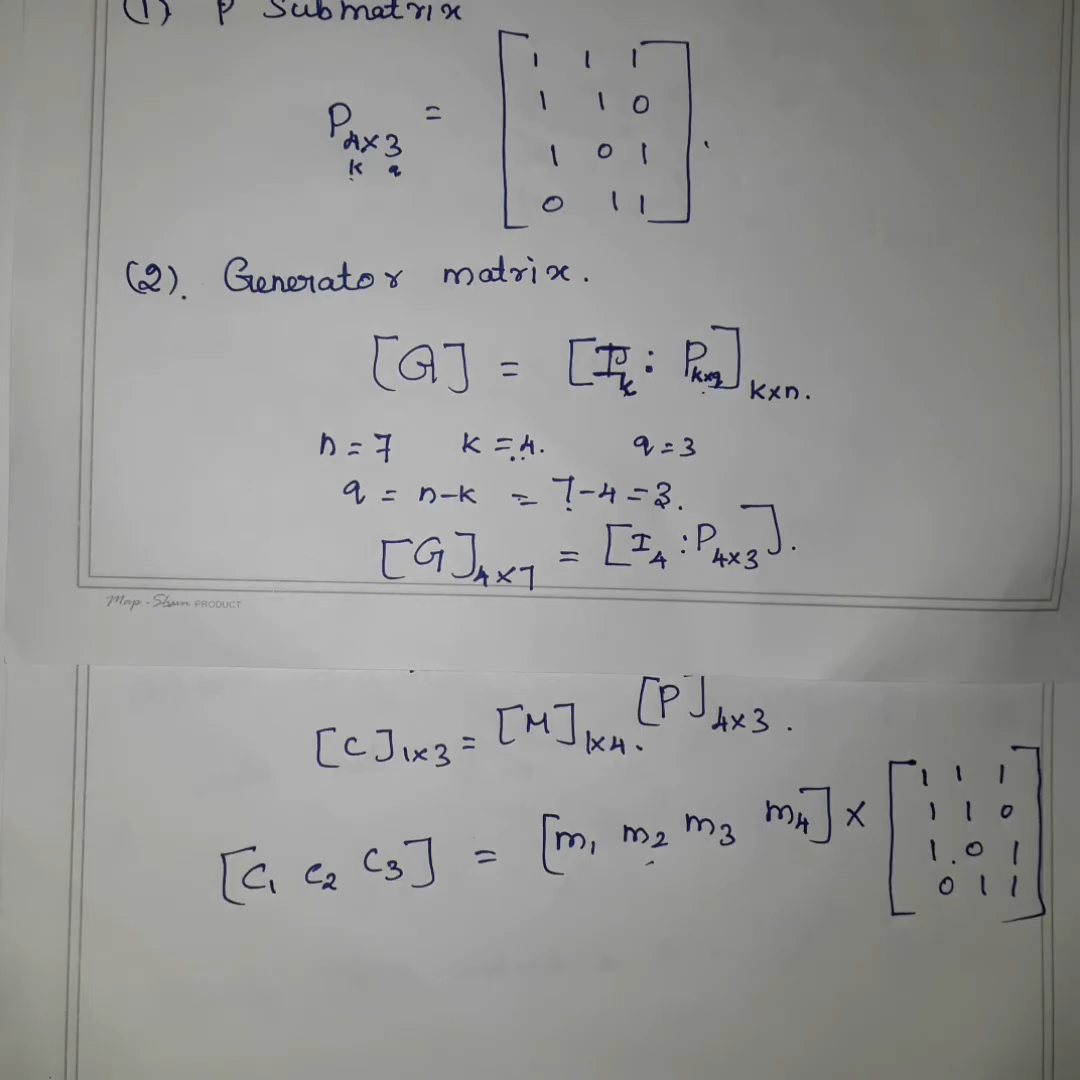 (1) P Submatrix
P4x3 = [1 1 1
1 1 0
1 0 1
0 1 1].
k q
(2). Generator matrix.
[G] = [Ik : Pkxq]kxn.
n = 7 k = 4. q = 3
q = n-k = 7-4 = 3.
[G]4x7 = [I4 : P4x3].
Map-Shun PRODUCT
[C]1x3 = [M]1x4. [P]4x3.
[C1 C2 C3] = [m1 m2 m3 m4] x [1 1 1
1 1 0
1 0 1
0 1 1]